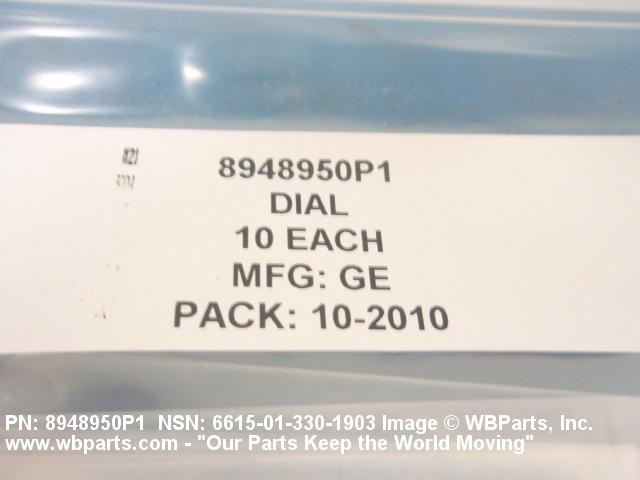 8948950P1
DIAL
10 EACH
MFG: GE
PACK: 10-2010
PN: 8948950P1 NSN: 6615-01-330-1903 Image © WBParts, Inc.
www.wbparts.com - "Our Parts Keep the World Moving"